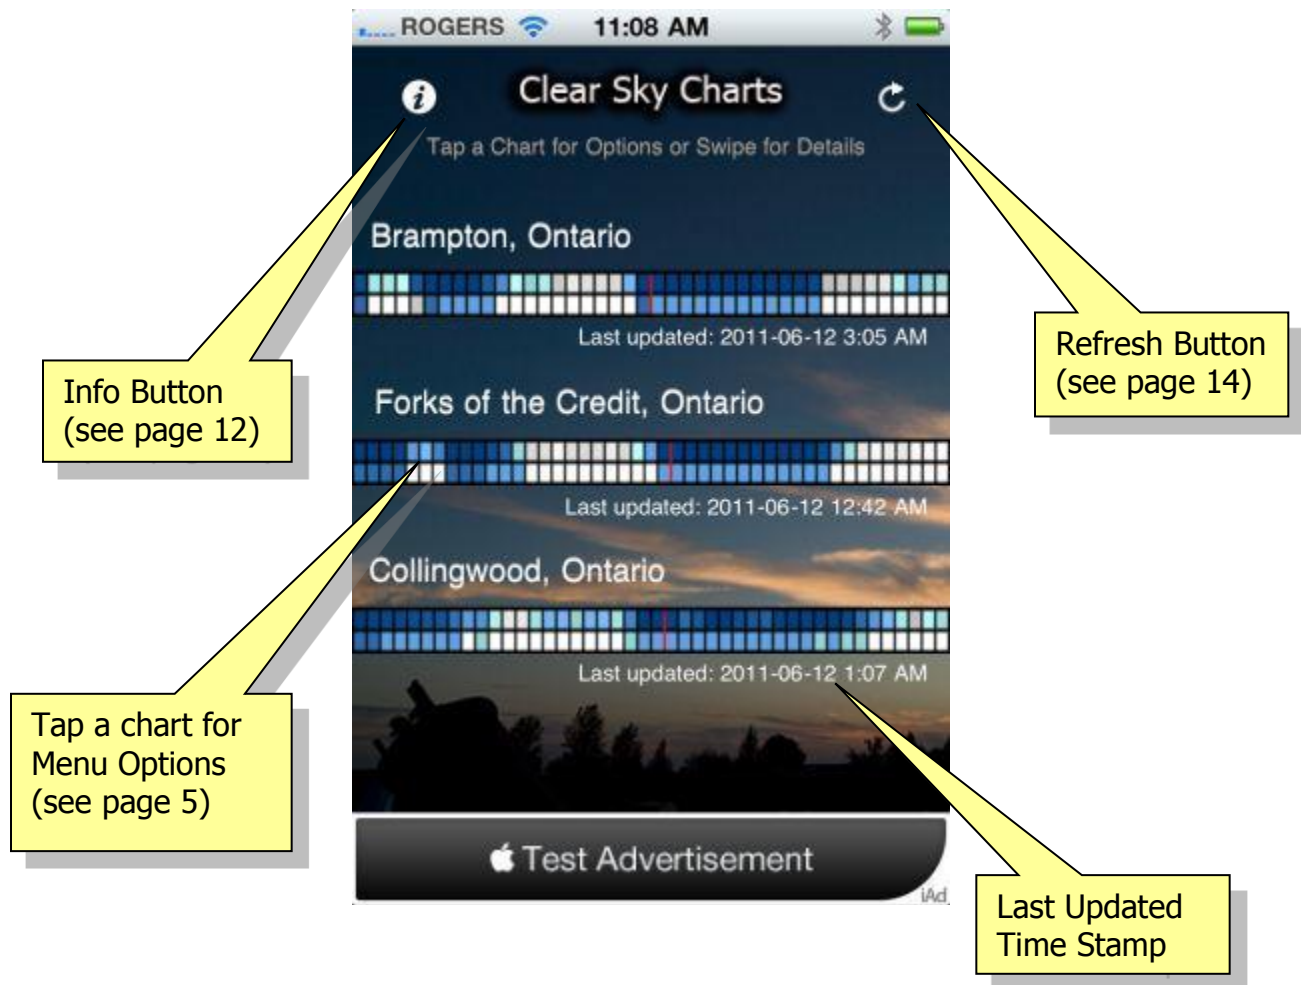 ROGERS 11:08 AM
Clear Sky Charts
Tap a Chart for Options or Swipe for Details
Brampton, Ontario
Last updated: 2011-06-12 3:05 AM
Info Button
(see page 12)
Refresh Button
(see page 14)
Forks of the Credit, Ontario
Last updated: 2011-06-12 12:42 AM
Collingwood, Ontario
Last updated: 2011-06-12 1:07 AM
Tap a chart for
Menu Options
(see page 5)
Test Advertisement
iAd
Last Updated
Time Stamp